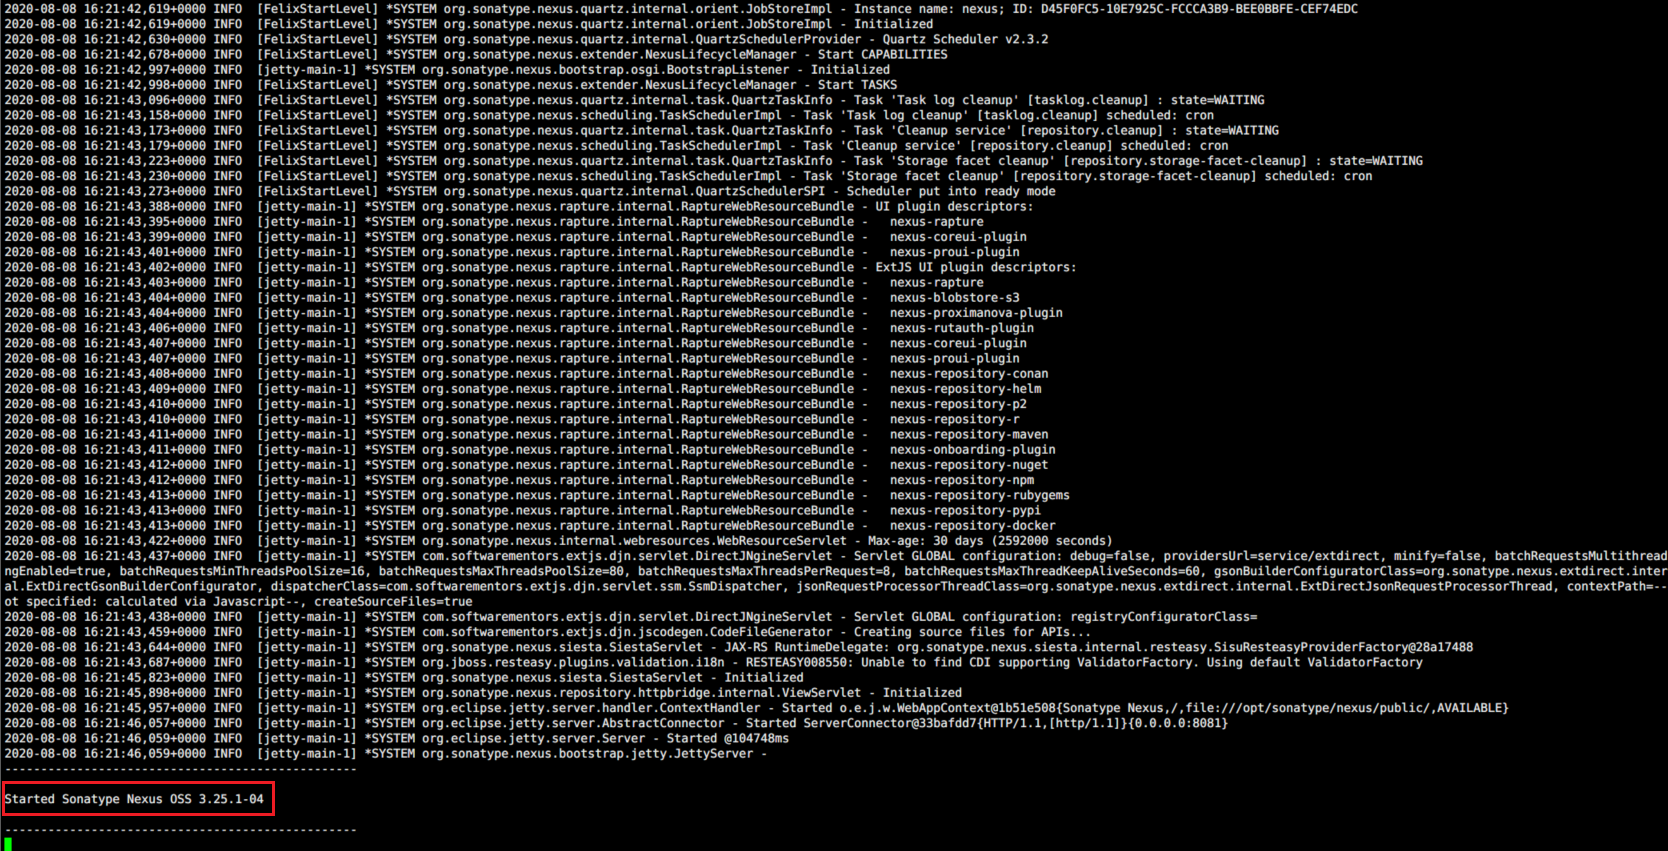 2020-08-08 16:21:42,619+0000 INFO  [FelixStartLevel] *SYSTEM org.sonatype.nexus.quartz.internal.orient.JobStoreImpl - Instance name: nexus; ID: D45F0FC5-10E7925C-FCCCA3B9-BEE0BBFE-CEF74EDC
2020-08-08 16:21:42,623+0000 INFO  [FelixStartLevel] *SYSTEM org.sonatype.nexus.quartz.internal.orient.JobStoreImpl - Initialized
2020-08-08 16:21:42,630+0000 INFO  [FelixStartLevel] *SYSTEM org.sonatype.nexus.quartz.internal.QuartzSchedulerProvider - Quartz Scheduler v2.3.2
2020-08-08 16:21:42,678+0000 INFO  [FelixStartLevel] *SYSTEM org.sonatype.nexus.extender.NexusLifecycleManager - Start CAPABILITIES
2020-08-08 16:21:42,997+0000 INFO  [jetty-main-1] *SYSTEM org.sonatype.nexus.bootstrap.osgi.BootstrapListener - Initialized
2020-08-08 16:21:42,998+0000 INFO  [FelixStartLevel] *SYSTEM org.sonatype.nexus.extender.NexusLifecycleManager - Start TASKS
2020-08-08 16:21:43,096+0000 INFO  [FelixStartLevel] *SYSTEM org.sonatype.nexus.quartz.internal.task.QuartzTaskInfo - Task 'Task log cleanup' [tasklog.cleanup] : state=WAITING
2020-08-08 16:21:43,158+0000 INFO  [FelixStartLevel] *SYSTEM org.sonatype.nexus.scheduling.TaskSchedulerImpl - Task 'Task log cleanup' [tasklog.cleanup] scheduled: cron
2020-08-08 16:21:43,173+0000 INFO  [FelixStartLevel] *SYSTEM org.sonatype.nexus.quartz.internal.task.QuartzTaskInfo - Task 'Cleanup service' [repository.cleanup] : state=WAITING
2020-08-08 16:21:43,179+0000 INFO  [FelixStartLevel] *SYSTEM org.sonatype.nexus.scheduling.TaskSchedulerImpl - Task 'Cleanup service' [repository.cleanup] scheduled: cron
2020-08-08 16:21:43,223+0000 INFO  [FelixStartLevel] *SYSTEM org.sonatype.nexus.quartz.internal.task.QuartzTaskInfo - Task 'Storage facet cleanup' [repository.storage-facet-cleanup] : state=WAITING
2020-08-08 16:21:43,230+0000 INFO  [FelixStartLevel] *SYSTEM org.sonatype.nexus.scheduling.TaskSchedulerImpl - Task 'Storage facet cleanup' [repository.storage-facet-cleanup] scheduled: cron
2020-08-08 16:21:43,273+0000 INFO  [FelixStartLevel] *SYSTEM org.sonatype.nexus.quartz.internal.QuartzSchedulerSPI - Scheduler put into ready mode
2020-08-08 16:21:43,388+0000 INFO  [jetty-main-1] *SYSTEM org.sonatype.nexus.rapture.internal.RaptureWebResourceBundle - UI plugin descriptors:
2020-08-08 16:21:43,395+0000 INFO  [jetty-main-1] *SYSTEM org.sonatype.nexus.rapture.internal.RaptureWebResourceBundle -   nexus-rapture
2020-08-08 16:21:43,399+0000 INFO  [jetty-main-1] *SYSTEM org.sonatype.nexus.rapture.internal.RaptureWebResourceBundle -   nexus-coreui-plugin
2020-08-08 16:21:43,401+0000 INFO  [jetty-main-1] *SYSTEM org.sonatype.nexus.rapture.internal.RaptureWebResourceBundle -   nexus-proui-plugin
2020-08-08 16:21:43,402+0000 INFO  [jetty-main-1] *SYSTEM org.sonatype.nexus.rapture.internal.RaptureWebResourceBundle - ExtJS UI plugin descriptors:
2020-08-08 16:21:43,403+0000 INFO  [jetty-main-1] *SYSTEM org.sonatype.nexus.rapture.internal.RaptureWebResourceBundle -   nexus-rapture
2020-08-08 16:21:43,404+0000 INFO  [jetty-main-1] *SYSTEM org.sonatype.nexus.rapture.internal.RaptureWebResourceBundle -   nexus-blobstore-s3
2020-08-08 16:21:43,404+0000 INFO  [jetty-main-1] *SYSTEM org.sonatype.nexus.rapture.internal.RaptureWebResourceBundle -   nexus-proximanova-plugin
2020-08-08 16:21:43,406+0000 INFO  [jetty-main-1] *SYSTEM org.sonatype.nexus.rapture.internal.RaptureWebResourceBundle -   nexus-rutauth-plugin
2020-08-08 16:21:43,407+0000 INFO  [jetty-main-1] *SYSTEM org.sonatype.nexus.rapture.internal.RaptureWebResourceBundle -   nexus-coreui-plugin
2020-08-08 16:21:43,407+0000 INFO  [jetty-main-1] *SYSTEM org.sonatype.nexus.rapture.internal.RaptureWebResourceBundle -   nexus-proui-plugin
2020-08-08 16:21:43,408+0000 INFO  [jetty-main-1] *SYSTEM org.sonatype.nexus.rapture.internal.RaptureWebResourceBundle -   nexus-repository-conan
2020-08-08 16:21:43,409+0000 INFO  [jetty-main-1] *SYSTEM org.sonatype.nexus.rapture.internal.RaptureWebResourceBundle -   nexus-repository-helm
2020-08-08 16:21:43,410+0000 INFO  [jetty-main-1] *SYSTEM org.sonatype.nexus.rapture.internal.RaptureWebResourceBundle -   nexus-repository-p2
2020-08-08 16:21:43,410+0000 INFO  [jetty-main-1] *SYSTEM org.sonatype.nexus.rapture.internal.RaptureWebResourceBundle -   nexus-repository-r
2020-08-08 16:21:43,411+0000 INFO  [jetty-main-1] *SYSTEM org.sonatype.nexus.rapture.internal.RaptureWebResourceBundle -   nexus-repository-maven
2020-08-08 16:21:43,411+0000 INFO  [jetty-main-1] *SYSTEM org.sonatype.nexus.rapture.internal.RaptureWebResourceBundle -   nexus-onboarding-plugin
2020-08-08 16:21:43,412+0000 INFO  [jetty-main-1] *SYSTEM org.sonatype.nexus.rapture.internal.RaptureWebResourceBundle -   nexus-repository-nuget
2020-08-08 16:21:43,412+0000 INFO  [jetty-main-1] *SYSTEM org.sonatype.nexus.rapture.internal.RaptureWebResourceBundle -   nexus-repository-npm
2020-08-08 16:21:43,413+0000 INFO  [jetty-main-1] *SYSTEM org.sonatype.nexus.rapture.internal.RaptureWebResourceBundle -   nexus-repository-rubygems
2020-08-08 16:21:43,413+0000 INFO  [jetty-main-1] *SYSTEM org.sonatype.nexus.rapture.internal.RaptureWebResourceBundle -   nexus-repository-pypi
2020-08-08 16:21:43,413+0000 INFO  [jetty-main-1] *SYSTEM org.sonatype.nexus.rapture.internal.RaptureWebResourceBundle -   nexus-repository-docker
2020-08-08 16:21:43,422+0000 INFO  [jetty-main-1] *SYSTEM org.sonatype.nexus.internal.webresources.WebResourceServlet - Max-age: 30 days (2592000 seconds)
2020-08-08 16:21:43,437+0000 INFO  [jetty-main-1] *SYSTEM com.softwarementors.extjs.djn.servlet.DirectJNgineServlet - Servlet GLOBAL configuration: debug=false, providersUrl=service/extdirect, minify=false, batchRequestsMultithread
ngEnabled=true, batchRequestsMinThreadsPoolSize=16, batchRequestsMaxThreadsPoolSize=80, batchRequestsMaxThreadsPerRequest=8, batchRequestsMaxThreadKeepAliveSeconds=60, gsonBuilderConfiguratorClass=org.sonatype.nexus.extdirect.inter
al.ExtDirectGsonBuilderConfigurator, dispatcherClass=com.softwarementors.extjs.djn.servlet.ssm.SsmDispatcher, jsonRequestProcessorThreadClass=org.sonatype.nexus.extdirect.internal.ExtDirectJsonRequestProcessorThread, contextPath=--
ot specified: calculated via Javascript--, createSourceFiles=true
2020-08-08 16:21:43,438+0000 INFO  [jetty-main-1] *SYSTEM com.softwarementors.extjs.djn.servlet.DirectJNgineServlet - Servlet GLOBAL configuration: registryConfiguratorClass=
2020-08-08 16:21:43,459+0000 INFO  [jetty-main-1] *SYSTEM com.softwarementors.extjs.djn.jscodegen.CodeFileGenerator - Creating source files for APIs...
2020-08-08 16:21:43,644+0000 INFO  [jetty-main-1] *SYSTEM org.sonatype.nexus.siesta.SiestaServlet - JAX-RS RuntimeDelegate: org.sonatype.nexus.siesta.internal.resteasy.SisuResteasyProviderFactory@28a17488
2020-08-08 16:21:43,687+0000 INFO  [jetty-main-1] *SYSTEM org.jboss.resteasy.plugins.validation.i18n - RESTEASY008550: Unable to find CDI supporting ValidatorFactory. Using default ValidatorFactory
2020-08-08 16:21:45,823+0000 INFO  [jetty-main-1] *SYSTEM org.sonatype.nexus.siesta.SiestaServlet - Initialized
2020-08-08 16:21:45,898+0000 INFO  [jetty-main-1] *SYSTEM org.sonatype.nexus.repository.httpbridge.internal.ViewServlet - Initialized
2020-08-08 16:21:45,957+0000 INFO  [jetty-main-1] *SYSTEM org.eclipse.jetty.server.handler.ContextHandler - Started o.e.j.w.WebAppContext@1b51e508{Sonatype Nexus,/,file:///opt/sonatype/nexus/public/,AVAILABLE}
2020-08-08 16:21:46,057+0000 INFO  [jetty-main-1] *SYSTEM org.eclipse.jetty.server.AbstractConnector - Started ServerConnector@33bafdd7{HTTP/1.1,[http/1.1]}{0.0.0.0:8081}
2020-08-08 16:21:46,059+0000 INFO  [jetty-main-1] *SYSTEM org.eclipse.jetty.server.Server - Started @104748ms
2020-08-08 16:21:46,059+0000 INFO  [jetty-main-1] *SYSTEM org.sonatype.nexus.bootstrap.jetty.JettyServer -
-------------------------------------------------
Started Sonatype Nexus OSS 3.25.1-04
-------------------------------------------------